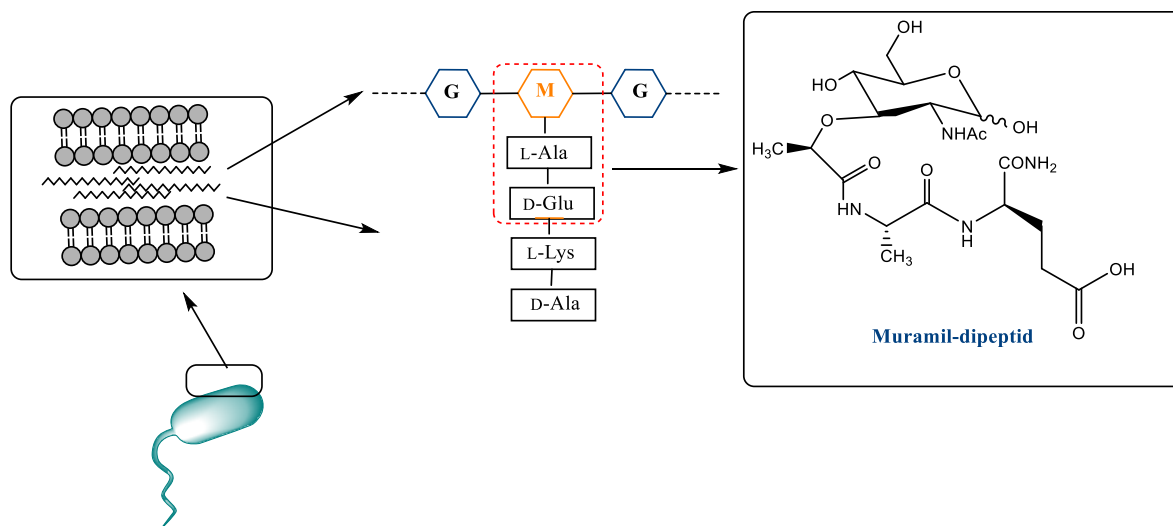 G
M
G
L-Ala
D-Glu
L-Lys
D-Ala
OH
HO
O
HO
O
NHAc
OH
H₃C
O
O
CONH₂
HN
N
H
CH₃
OH
O
Muramil-dipeptid